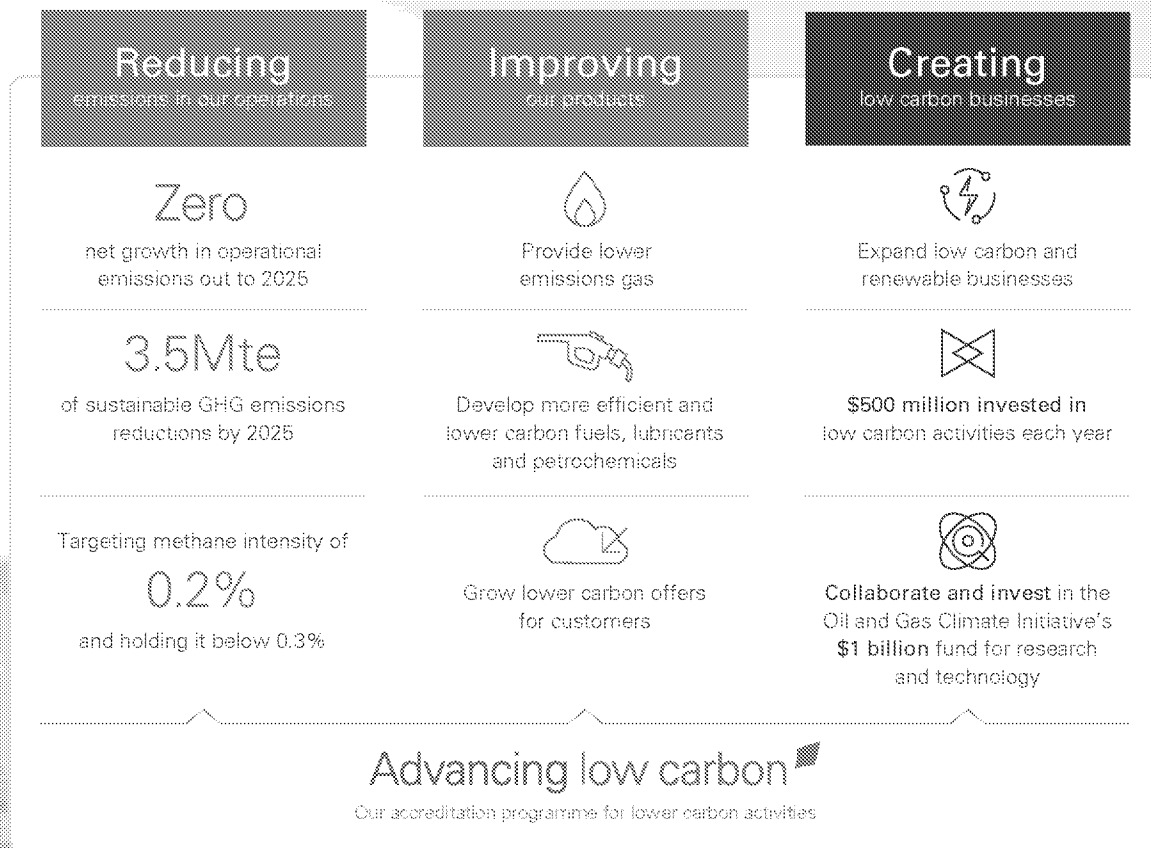 Reducing
emissions in our operations
Zero
net growth in operational
emissions out to 2025
3.5Mte
of sustainable GHG emissions
reductions by 2025
Targeting methane intensity of
0.2%
and holding it below 0.3%
Improving
our products
Provide lower
emissions gas
Develop more efficient and
lower carbon fuels, lubricants
and petrochemicals
Grow lower carbon offers
for customers
Creating
low carbon businesses
Expand low carbon and
renewable businesses
$500 million invested in
low carbon activities each year
Collaborate and invest in the
Oil and Gas Climate Initiative's
$1 billion fund for research
and technology
Advancing low carbon
Our accreditation programme for lower carbon activities